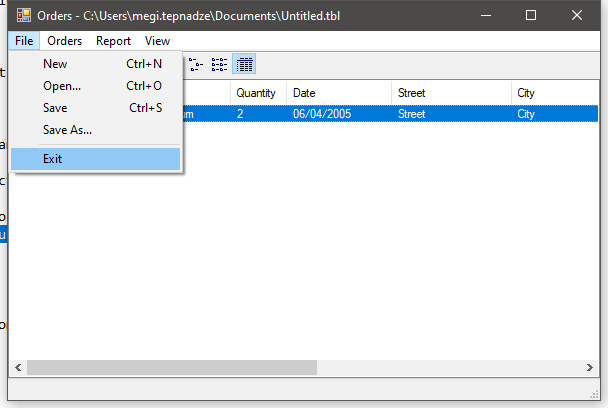 Orders - C:\Users\megi.tepnadze\Documents\Untitled.tbl
File Orders Report View
New Ctrl+N
Open... Ctrl+O
Save Ctrl+S
Save As...
Exit
Quantity Date Street City
um 2 06/04/2005 Street City